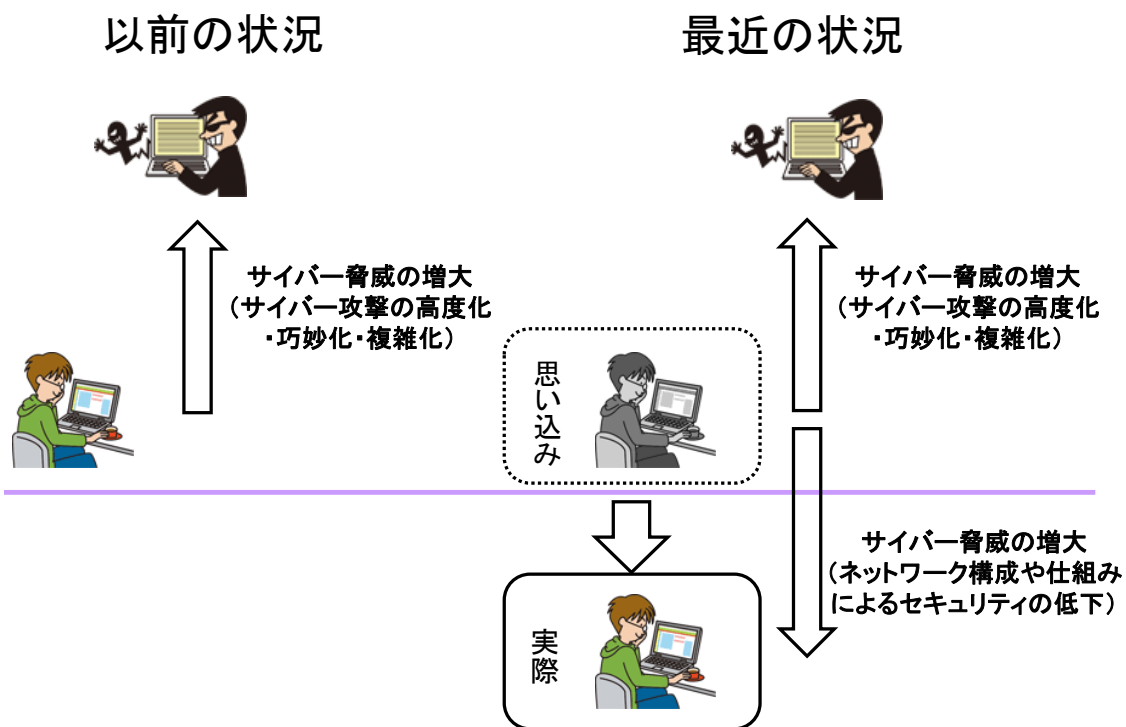 以前の状況
最近の状況
サイバー脅威の増大
（サイバー攻撃の高度化
・巧妙化・複雑化）
サイバー脅威の増大
（サイバー攻撃の高度化
・巧妙化・複雑化）
思い込み
サイバー脅威の増大
（ネットワーク構成や仕組み
によるセキュリティの低下）
実際